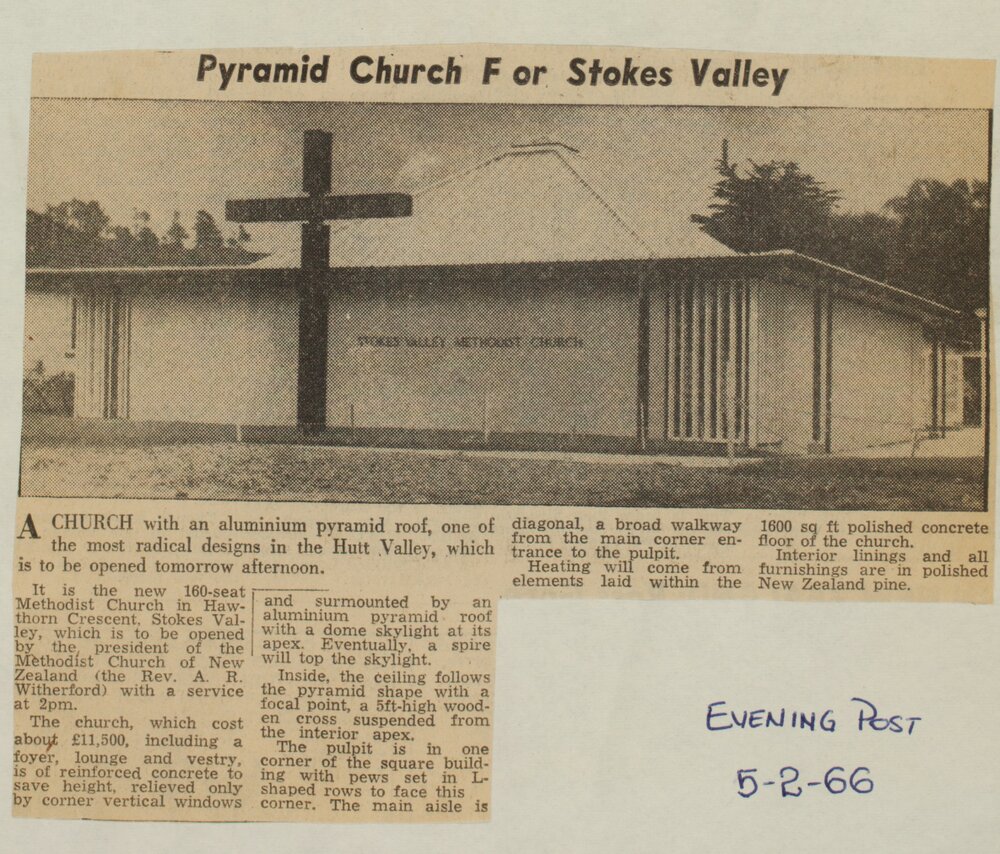 Pyramid Church For Stokes Valley
STOKES VALLEY METHODIST CHURCH
A CHURCH with an aluminium pyramid roof, one of
the most radical designs in the Hutt Valley, which
is to be opened tomorrow afternoon.
It is the new 160-seat
Methodist Church in Haw-
thorn Crescent, Stokes Val-
ley, which is to be opened
by the president of the
Methodist Church of New
Zealand (the Rev. A. R.
Witherford) with a service
at 2pm.
The church, which cost
about £11,500, including a
foyer, lounge and vestry,
is of reinforced concrete to
save height, relieved only
by corner vertical windows
and surmounted by an
aluminium pyramid roof
with a dome skylight at its
apex. Eventually, a spire
will top the skylight.
Inside, the ceiling follows
the pyramid shape with a
focal point, a 5ft-high wood-
en cross suspended from
the interior apex.
The pulpit is in one
corner of the square build-
ing with pews set in L-
shaped rows to face this
corner. The main aisle is
diagonal, a broad walkway
from the main corner en-
trance to the pulpit.
Heating will come from
elements laid within the
1600 sq ft polished concrete
floor of the church.
Interior linings and all
furnishings are in polished
New Zealand pine.
EVENING POST
5-2-66